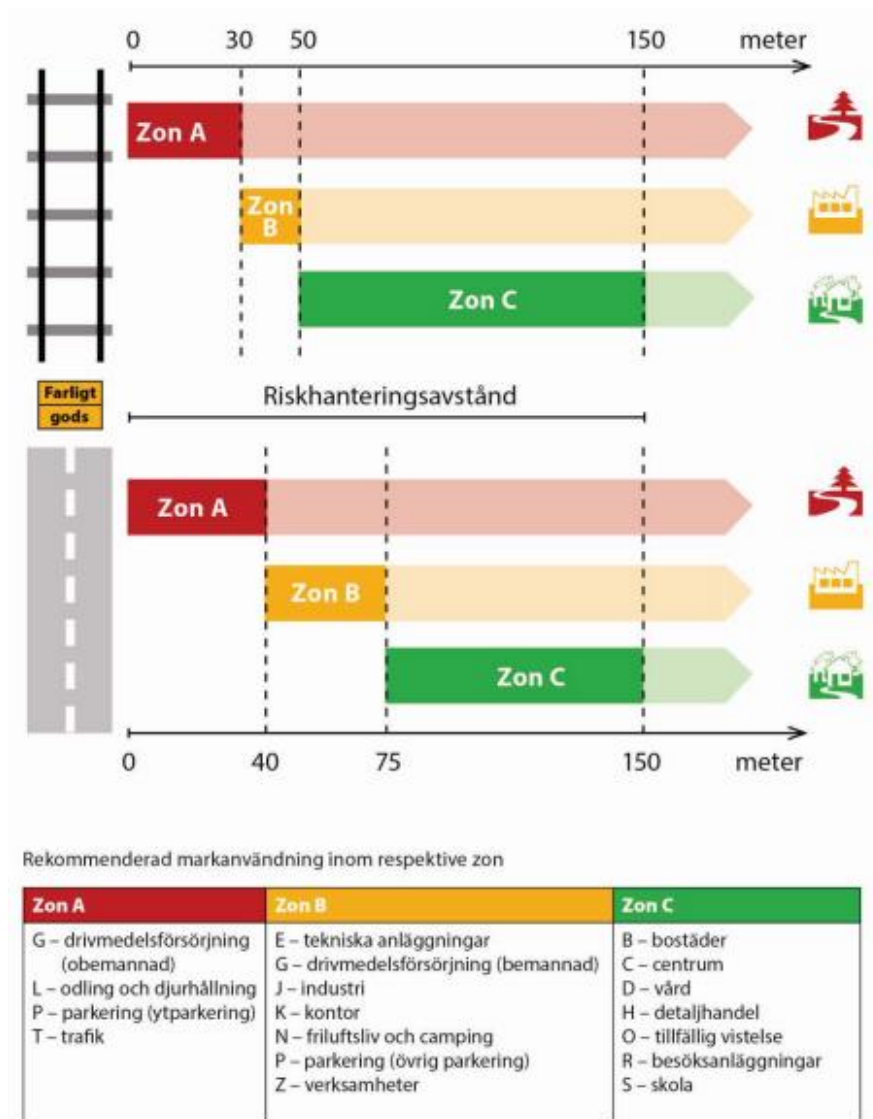 0 30 50 150 meter
Zon A
Zon
B
Zon C
Farligt
gods
Riskhanteringsavstånd
Zon A
Zon B
Zon C
0 40 75 150 meter
Rekommenderad markanvändning inom respektive zon
Zon A
G – drivmedelsförsörjning
(obemannad)
L – odling och djurhållning
P – parkering (ytparkering)
T – trafik
Zon B
E – tekniska anläggningar
G – drivmedelsförsörjning (bemannad)
J – industri
K – kontor
N – friluftsliv och camping
P – parkering (övrig parkering)
Z – verksamheter
Zon C
B – bostäder
C – centrum
D – vård
H – detaljhandel
O – tillfällig vistelse
R – besöksanläggningar
S – skola